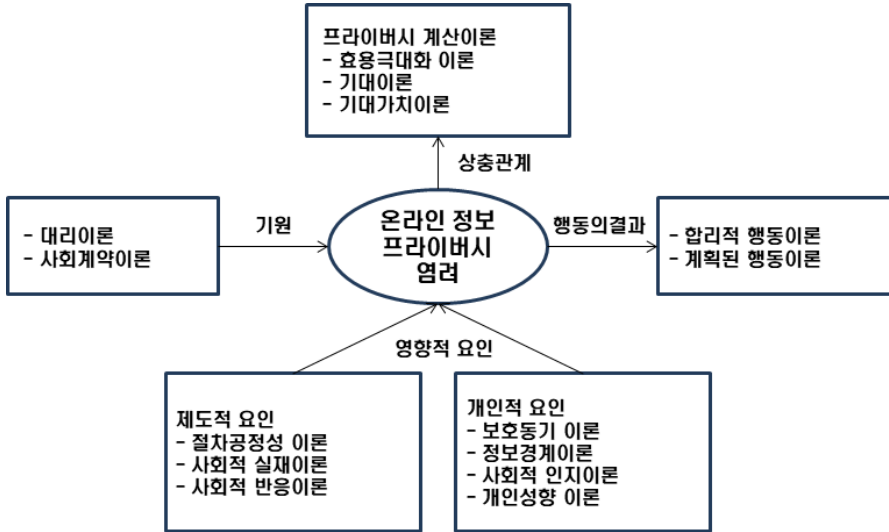 프라이버시 계산이론
- 효용극대화 이론
- 기대이론
- 기대가치이론
상충관계
- 대리이론
- 사회계약이론
기원
온라인 정보
프라이버시
염려
행동의결과
- 합리적 행동이론
- 계획된 행동이론
영향적 요인
제도적 요인
- 절차공정성 이론
- 사회적 실재이론
- 사회적 반응이론
개인적 요인
- 보호동기 이론
- 정보경계이론
- 사회적 인지이론
- 개인성향 이론